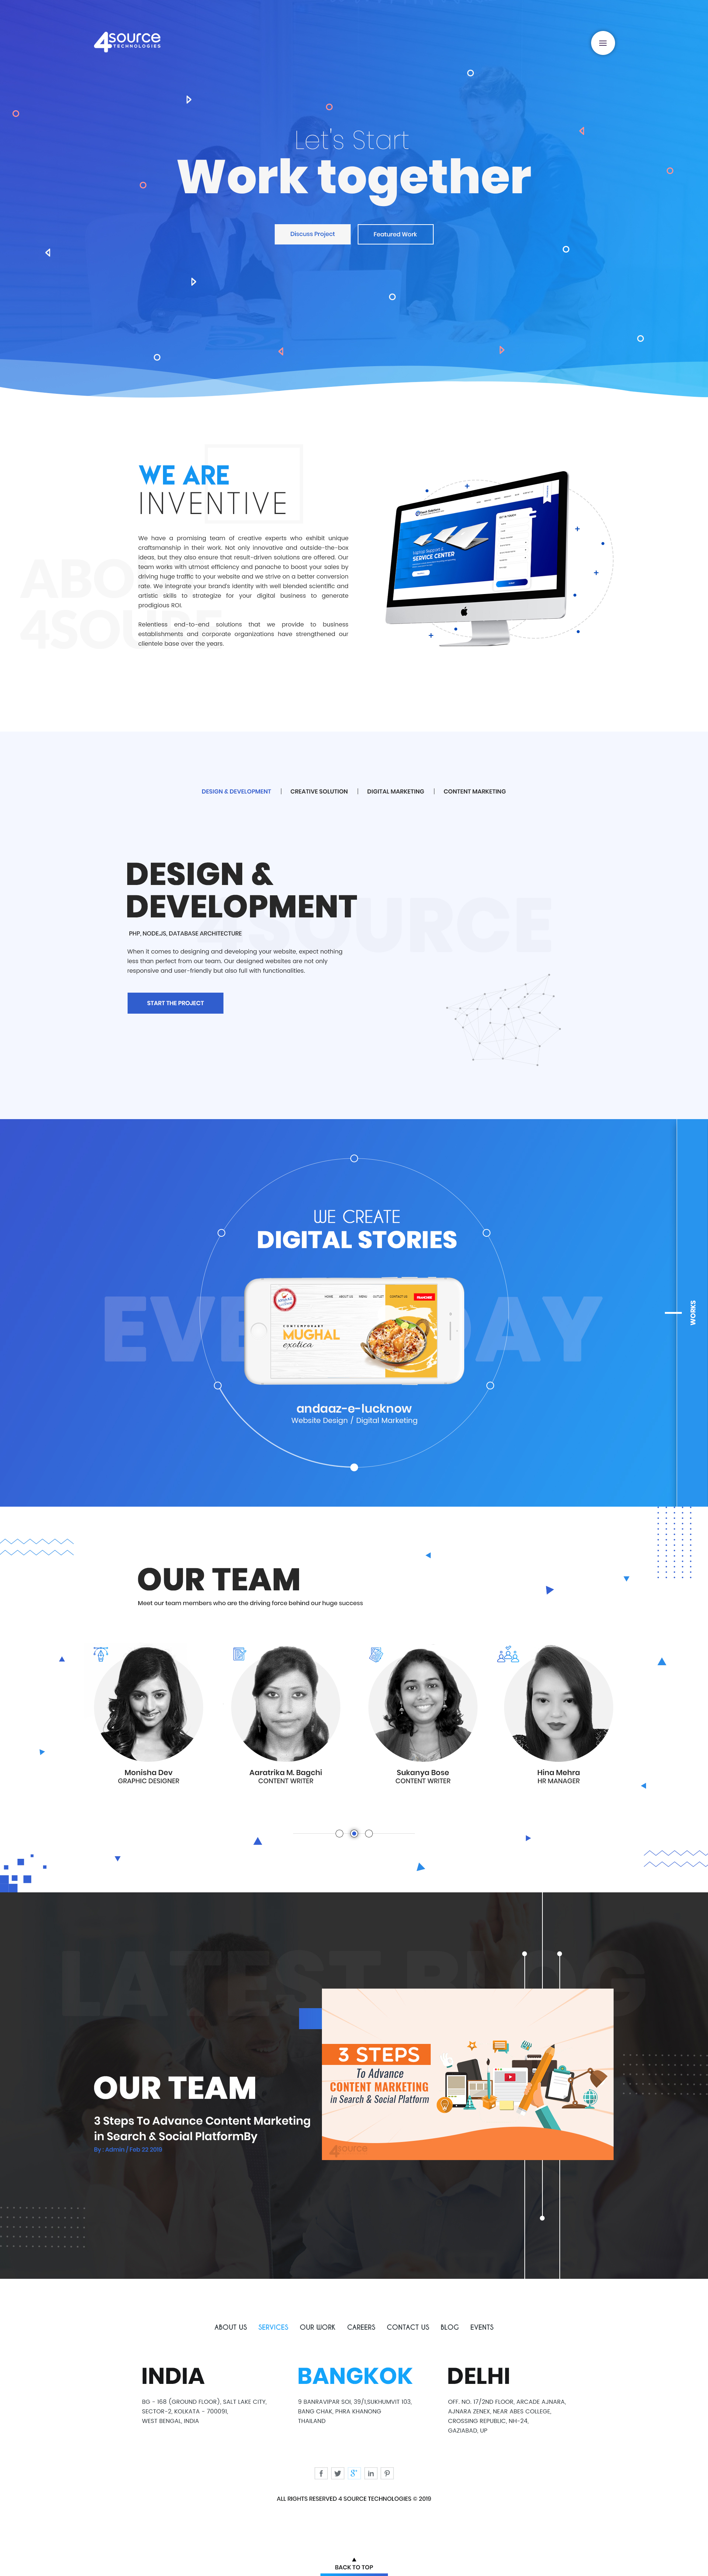 4source
TECHNOLOGIES
Let's Start
Work together
Discuss Project
Featured Work
WE ARE
INVENTIVE
We have a promising team of creative experts who exhibit unique
craftsmanship in their work. Not only innovative and outside-the-box
ideas, but they also ensure that result-driven solutions are offered. Our
team works with utmost efficiency and panache to boost your sales by
driving huge traffic to your website and we strive on a better conversion
rate. We integrate your brand's identity with well blended scientific and
artistic skills to strategize for your digital business to generate
prodigious ROI.
Relentless end-to-end solutions that we provide to business
establishments and corporate organizations have strengthened our
clientele base over the years.
SERVICE CENTER
DESIGN & DEVELOPMENT | CREATIVE SOLUTION | DIGITAL MARKETING | CONTENT MARKETING
4SOURCE
DESIGN &
DEVELOPMENT
PHP, NODE.JS, DATABASE ARCHITECTURE
When it comes to designing and developing your website, expect nothing
less than perfect from our team. Our designed websites are not only
responsive and user-friendly but also full with functionalities.
START THE PROJECT
WE CREATE
DIGITAL STORIES
HOME ABOUT US MENU OUTLET CONTACT US FRANCHISE
CONTEMPORARY
MUGHAL
exotica
andaaz-e-lucknow
Website Design / Digital Marketing
WORKS
OUR TEAM
Meet our team members who are the driving force behind our huge success
Monisha Dev
GRAPHIC DESIGNER
Aaratrika M. Bagchi
CONTENT WRITER
Sukanya Bose
CONTENT WRITER
Hina Mehra
HR MANAGER
LATEST BLOG
3 STEPS
To Advance
CONTENT MARKETING
in Search & Social Platform
4source
OUR TEAM
3 Steps To Advance Content Marketing
in Search & Social PlatformBy
By : Admin / Feb 22 2019
ABOUT US SERVICES OUR WORK CAREERS CONTACT US BLOG EVENTS
INDIA
BG - 168 (GROUND FLOOR), SALT LAKE CITY,
SECTOR-2, KOLKATA - 700091,
WEST BENGAL, INDIA
BANGKOK
9 BANRAVIPAR SOI, 39/1,SUKHUMVIT 103,
BANG CHAK, PHRA KHANONG
THAILAND
DELHI
OFF. NO. 17/2ND FLOOR, ARCADE AJNARA,
AJNARA ZENEX, NEAR ABES COLLEGE,
CROSSING REPUBLIC, NH-24,
GAZIABAD, UP
ALL RIGHTS RESERVED 4 SOURCE TECHNOLOGIES © 2019
BACK TO TOP